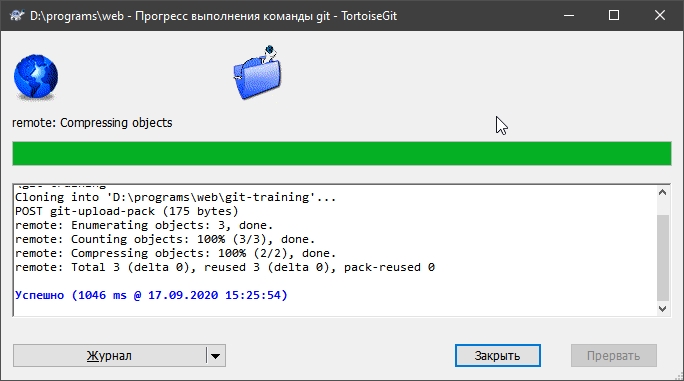 D:\programs\web - Прогресс выполнения команды git - TortoiseGit
remote: Compressing objects
\git-training"
Cloning into 'D:\programs\web\git-training'...
POST git-upload-pack (175 bytes)
remote: Enumerating objects: 3, done.
remote: Counting objects: 100% (3/3), done.
remote: Compressing objects: 100% (2/2), done.
remote: Total 3 (delta 0), reused 3 (delta 0), pack-reused 0
Успешно (1046 ms @ 17.09.2020 15:25:54)
Журнал
Закрыть
Прервать